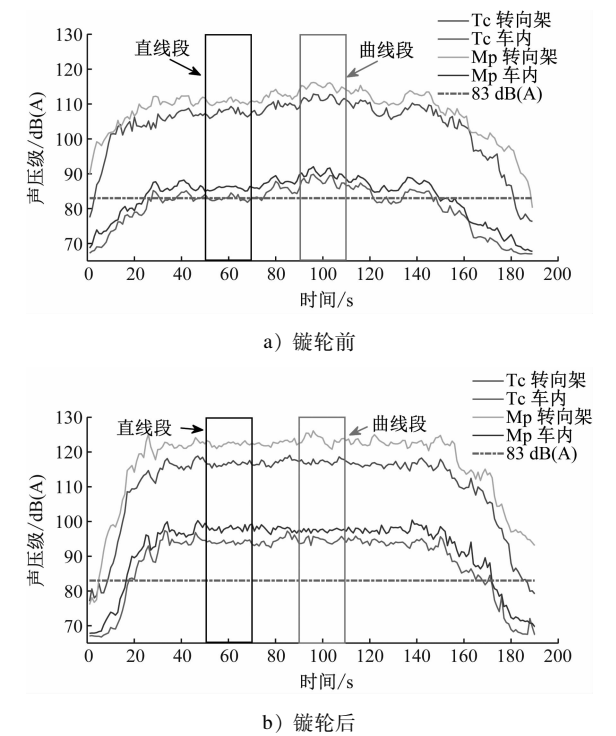 Tc 转向架
Tc 车内
Mp 转向架
Mp 车内
83 dB(A)
直线段
曲线段
声压级/dB(A)
130
120
110
100
90
80
70
0
20
40
60
80
100
120
140
160
180
200
时间/s
a) 镟轮前
Tc 转向架
Tc 车内
Mp 转向架
Mp 车内
83 dB(A)
直线段
曲线段
声压级/dB(A)
130
120
110
100
90
80
70
0
20
40
60
80
100
120
140
160
180
200
时间/s
b) 镟轮后